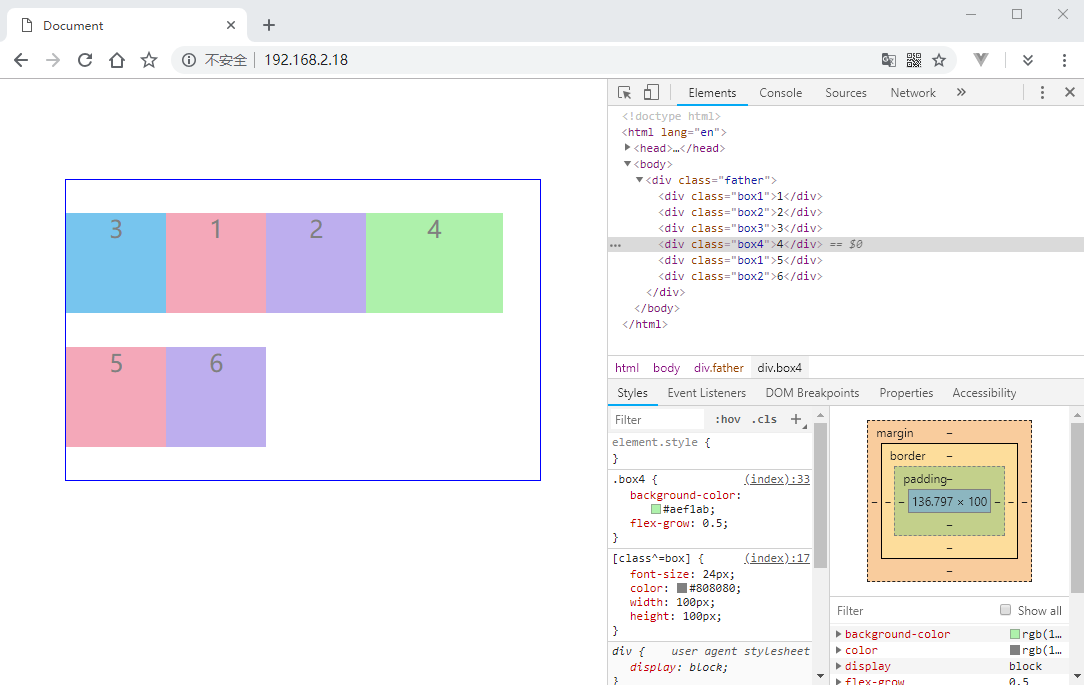 Document
不安全 192.168.2.18
3 1 2 4
5 6
Elements Console Sources Network »
<!doctype html>
<html lang="en">
<head>…</head>
<body>
<div class="father">
<div class="box1">1</div>
<div class="box2">2</div>
<div class="box3">3</div>
… <div class="box4">4</div> == $0
<div class="box1">5</div>
<div class="box2">6</div>
</div>
</body>
</html>
html body div.father div.box4
Styles Event Listeners DOM Breakpoints Properties Accessibility
Filter :hov .cls +
element.style {
}
.box4 { (index):33
background-color:
#aef1ab;
flex-grow: 0.5;
}
[class^=box] { (index):17
font-size: 24px;
color: #808080;
width: 100px;
height: 100px;
}
div { user agent stylesheet
display: block;
}
margin –
border –
padding –
– – – 136.797 × 100 – – –
–
–
–
Filter Show all
background-color rgb(1…
color rgb(1…
display block
flex-grow 0.5